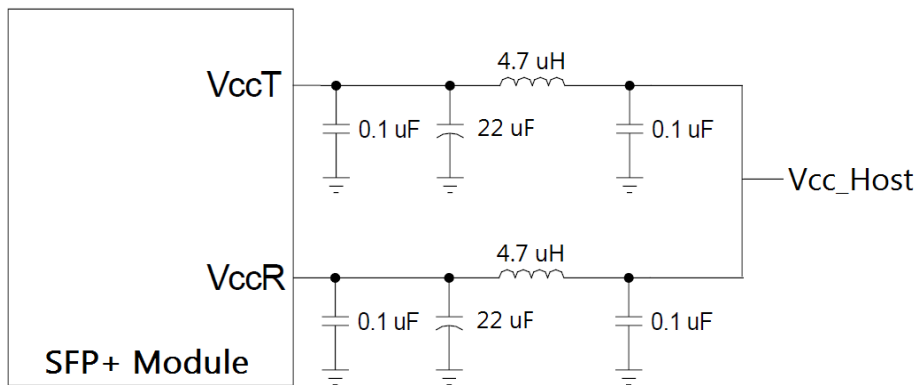 4.7 uH
VccT
0.1 uF
22 uF
0.1 uF
Vcc_Host
4.7 uH
VccR
0.1 uF
22 uF
0.1 uF
SFP+ Module